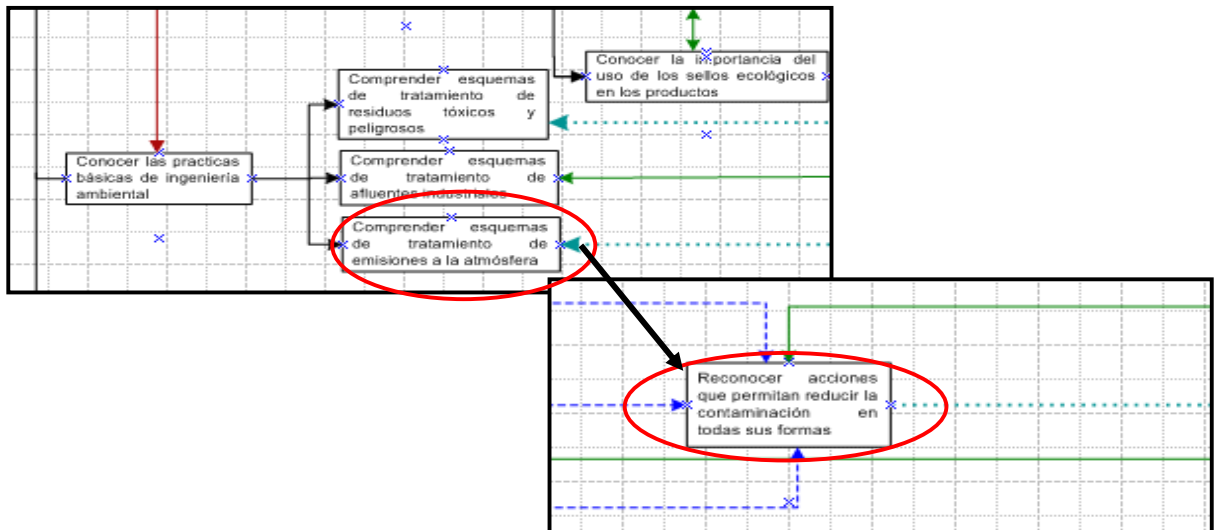 Conocer la importancia del
uso de los sellos ecológicos
en los productos
Comprender esquemas
de tratamiento de
residuos tóxicos y
peligrosos
Conocer las practicas
básicas de ingeniería
ambiental
Comprender esquemas
de tratamiento de
afluentes industriales
Comprender esquemas
de tratamiento de
emisiones a la atmósfera
Reconocer acciones
que permitan reducir la
contaminación en
todas sus formas